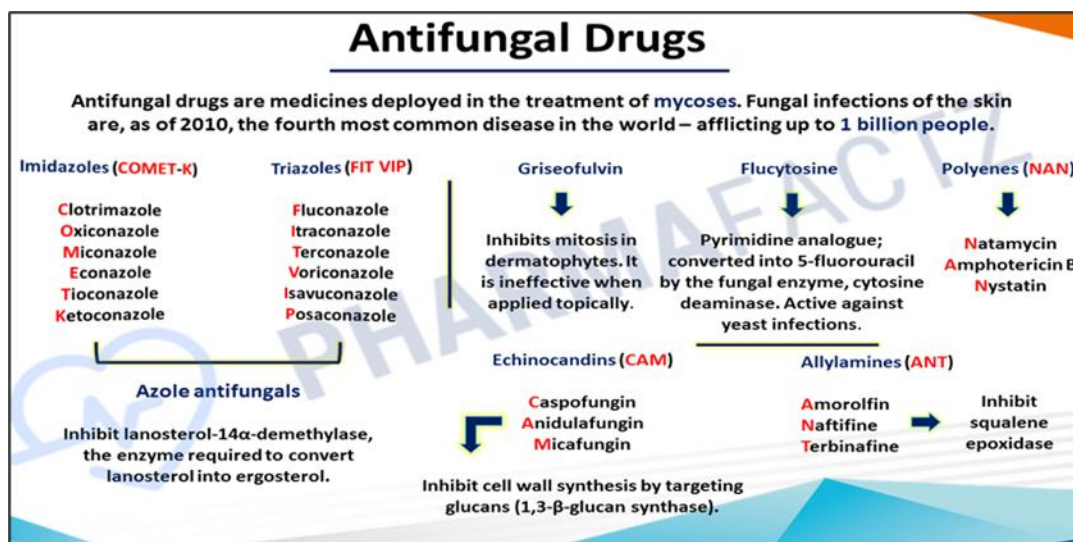 Antifungal Drugs
Antifungal drugs are medicines deployed in the treatment of mycoses. Fungal infections of the skin
are, as of 2010, the fourth most common disease in the world – afflicting up to 1 billion people.
Imidazoles (COMET-K)
Clotrimazole
Oxiconazole
Miconazole
Econazole
Tioconazole
Ketoconazole
Triazoles (FIT VIP)
Fluconazole
Itraconazole
Terconazole
Voriconazole
Isavuconazole
Posaconazole
Azole antifungals
Inhibit lanosterol-14α-demethylase,
the enzyme required to convert
lanosterol into ergosterol.
Griseofulvin
Inhibits mitosis in
dermatophytes. It
is ineffective when
applied topically.
Flucytosine
Pyrimidine analogue;
converted into 5-fluorouracil
by the fungal enzyme, cytosine
deaminase. Active against
yeast infections.
Polyenes (NAN)
Natamycin
Amphotericin B
Nystatin
Echinocandins (CAM)
Caspofungin
Anidulafungin
Micafungin
Inhibit cell wall synthesis by targeting
glucans (1,3-β-glucan synthase).
Allylamines (ANT)
Amorolfin
Naftifine
Terbinafine
Inhibit
squalene
epoxidase
PHARMAFACTZ